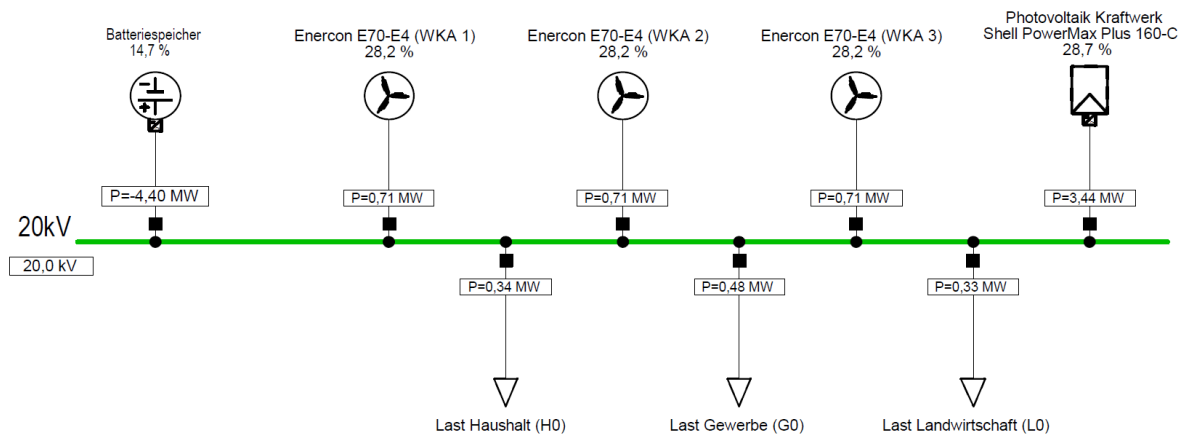 Batteriespeicher
14,7 %
Enercon E70-E4 (WKA 1)
28,2 %
Enercon E70-E4 (WKA 2)
28,2 %
Enercon E70-E4 (WKA 3)
28,2 %
Photovoltaik Kraftwerk
Shell PowerMax Plus 160-C
28,7 %
P=-4,40 MW
P=0,71 MW
P=0,71 MW
P=0,71 MW
P=3,44 MW
20kV
20,0 kV
P=0,34 MW
P=0,48 MW
P=0,33 MW
Last Haushalt (H0)
Last Gewerbe (G0)
Last Landwirtschaft (L0)